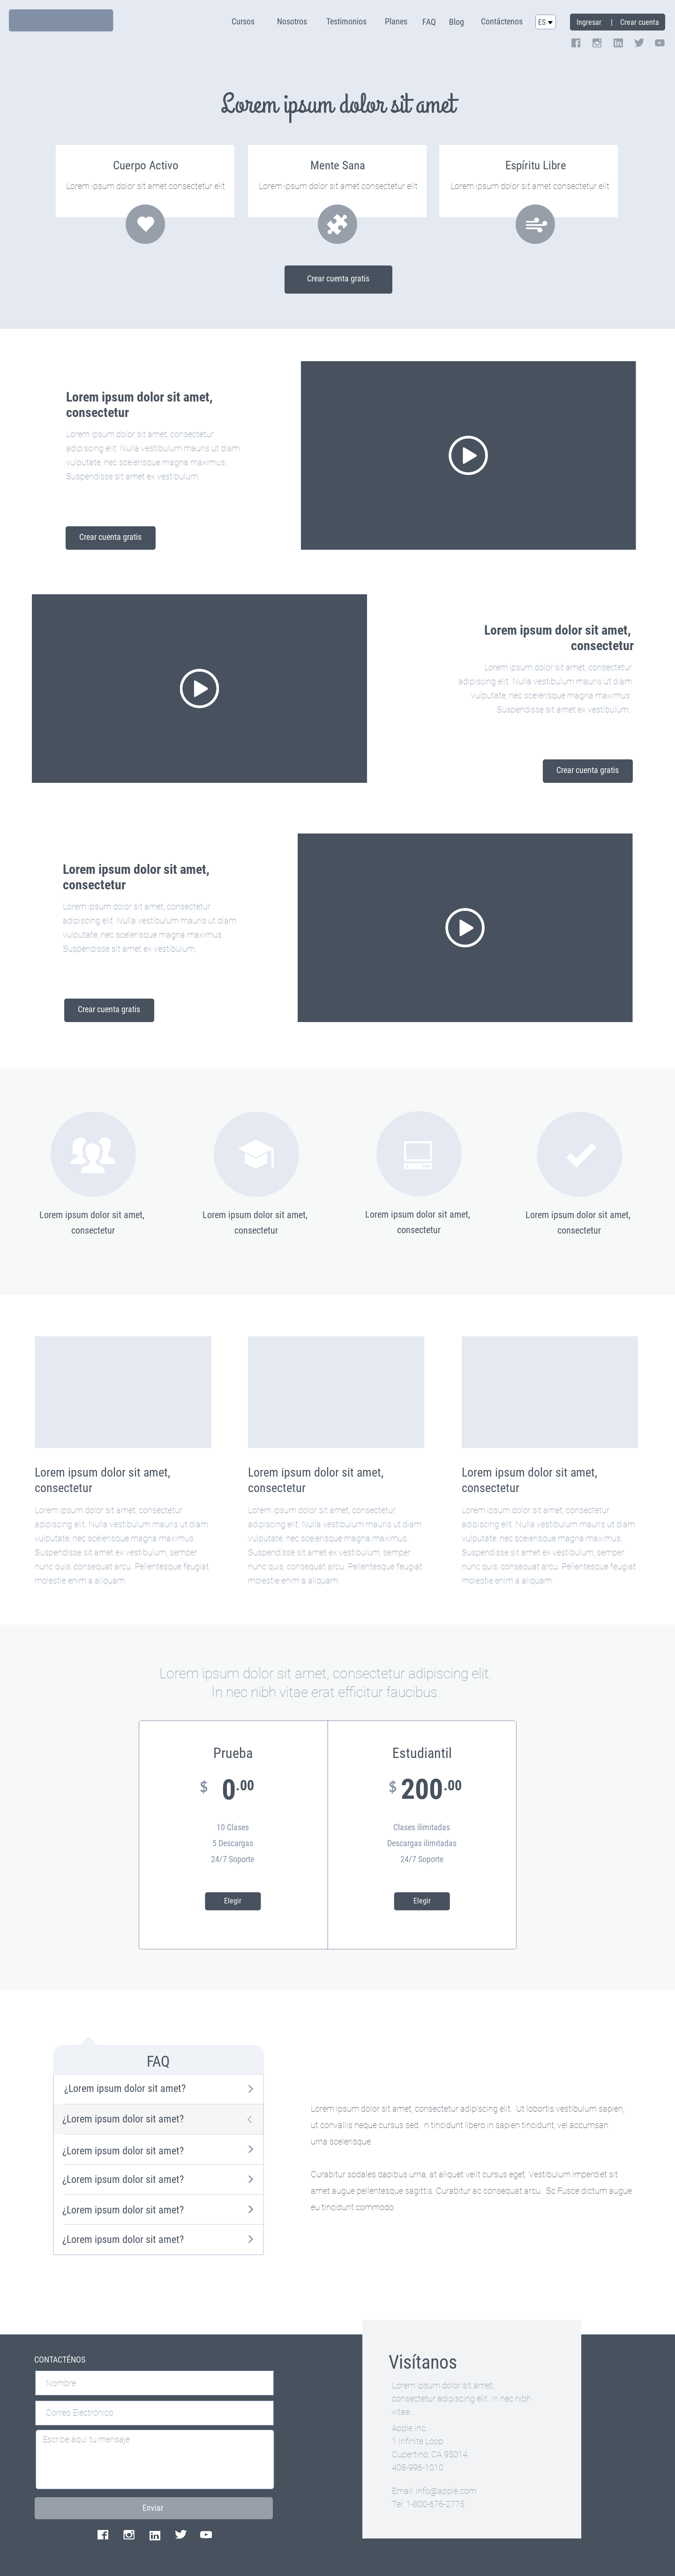 Cursos Nosotros Testimonios Planes FAQ Blog Contáctenos ES Ingresar | Crear cuenta
Lorem ipsum dolor sit amet
Cuerpo Activo
Lorem ipsum dolor sit amet consectetur elit
Mente Sana
Lorem ipsum dolor sit amet consectetur elit
Espíritu Libre
Lorem ipsum dolor sit amet consectetur elit
Crear cuenta gratis
Lorem ipsum dolor sit amet,
consectetur
Lorem ipsum dolor sit amet, consectetur
adipiscing elit. Nulla vestibulum mauris ut diam
vulputate, nec scelerisque magna maximus.
Suspendisse sit amet ex vestibulum,
Crear cuenta gratis
Lorem ipsum dolor sit amet,
consectetur
Lorem ipsum dolor sit amet, consectetur
adipiscing elit. Nulla vestibulum mauris ut diam
vulputate, nec scelerisque magna maximus.
Suspendisse sit amet ex vestibulum,
Crear cuenta gratis
Lorem ipsum dolor sit amet,
consectetur
Lorem ipsum dolor sit amet, consectetur
adipiscing elit. Nulla vestibulum mauris ut diam
vulputate, nec scelerisque magna maximus.
Suspendisse sit amet ex vestibulum,
Crear cuenta gratis
Lorem ipsum dolor sit amet,
consectetur
Lorem ipsum dolor sit amet,
consectetur
Lorem ipsum dolor sit amet,
consectetur
Lorem ipsum dolor sit amet,
consectetur
Lorem ipsum dolor sit amet,
consectetur
Lorem ipsum dolor sit amet, consectetur
adipiscing elit. Nulla vestibulum mauris ut diam
vulputate, nec scelerisque magna maximus.
Suspendisse sit amet ex vestibulum, semper
nunc quis, consequat arcu. Pellentesque feugiat
molestie enim a aliquam.
Lorem ipsum dolor sit amet,
consectetur
Lorem ipsum dolor sit amet, consectetur
adipiscing elit. Nulla vestibulum mauris ut diam
vulputate, nec scelerisque magna maximus.
Suspendisse sit amet ex vestibulum, semper
nunc quis, consequat arcu. Pellentesque feugiat
molestie enim a aliquam.
Lorem ipsum dolor sit amet,
consectetur
Lorem ipsum dolor sit amet, consectetur
adipiscing elit. Nulla vestibulum mauris ut diam
vulputate, nec scelerisque magna maximus.
Suspendisse sit amet ex vestibulum, semper
nunc quis, consequat arcu. Pellentesque feugiat
molestie enim a aliquam.
Lorem ipsum dolor sit amet, consectetur adipiscing elit.
In nec nibh vitae erat efficitur faucibus.
Prueba
$ 0.00
10 Clases
5 Descargas
24/7 Soporte
Elegir
Estudiantil
$ 200.00
Clases ilimitadas
Descargas ilimitadas
24/7 Soporte
Elegir
FAQ
¿Lorem ipsum dolor sit amet?
¿Lorem ipsum dolor sit amet?
¿Lorem ipsum dolor sit amet?
¿Lorem ipsum dolor sit amet?
¿Lorem ipsum dolor sit amet?
¿Lorem ipsum dolor sit amet?
Lorem ipsum dolor sit amet, consectetur adipiscing elit. Ut lobortis vestibulum sapien,
ut convallis neque cursus sed. n tincidunt libero in sapien tincidunt, vel accumsan
urna scelerisque.
Curabitur sodales dapibus urna, at aliquet velit cursus eget. Vestibulum imperdiet sit
amet augue pellentesque sagittis. Curabitur ac consequat arcu. Sc Fusce dictum augue
eu tincidunt commodo.
CONTACTÉNOS
Nombre
Correo Electrónico
Escribe aquí tu mensaje
Enviar
Visítanos
Lorem ipsum dolor sit amet,
consectetur adipiscing elit. In nec nibh
vitae.
Apple Inc.
1 Infinite Loop
Cupertino, CA 95014
408-996-1010
Email: info@apple.com
Tel: 1-800-676-2775